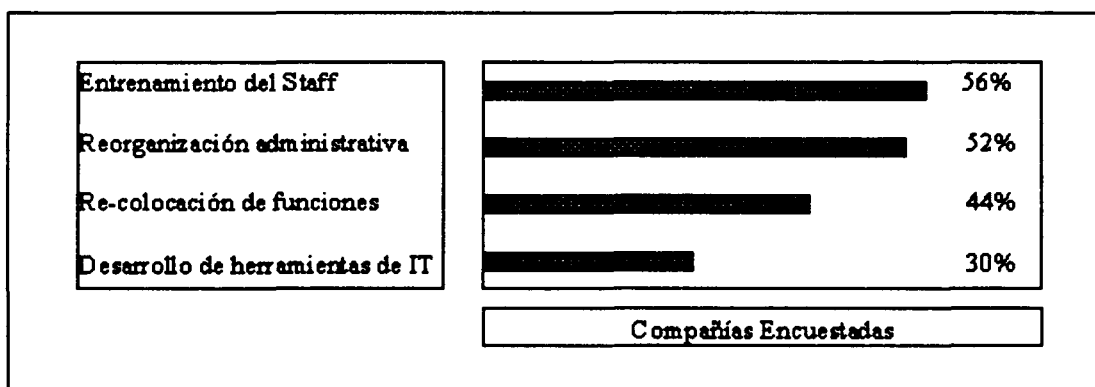 Entrenamiento del Staff 56%
Reorganización administrativa 52%
Re-colocación de funciones 44%
Desarrollo de herramientas de IT 30%
Compañías Encuestadas